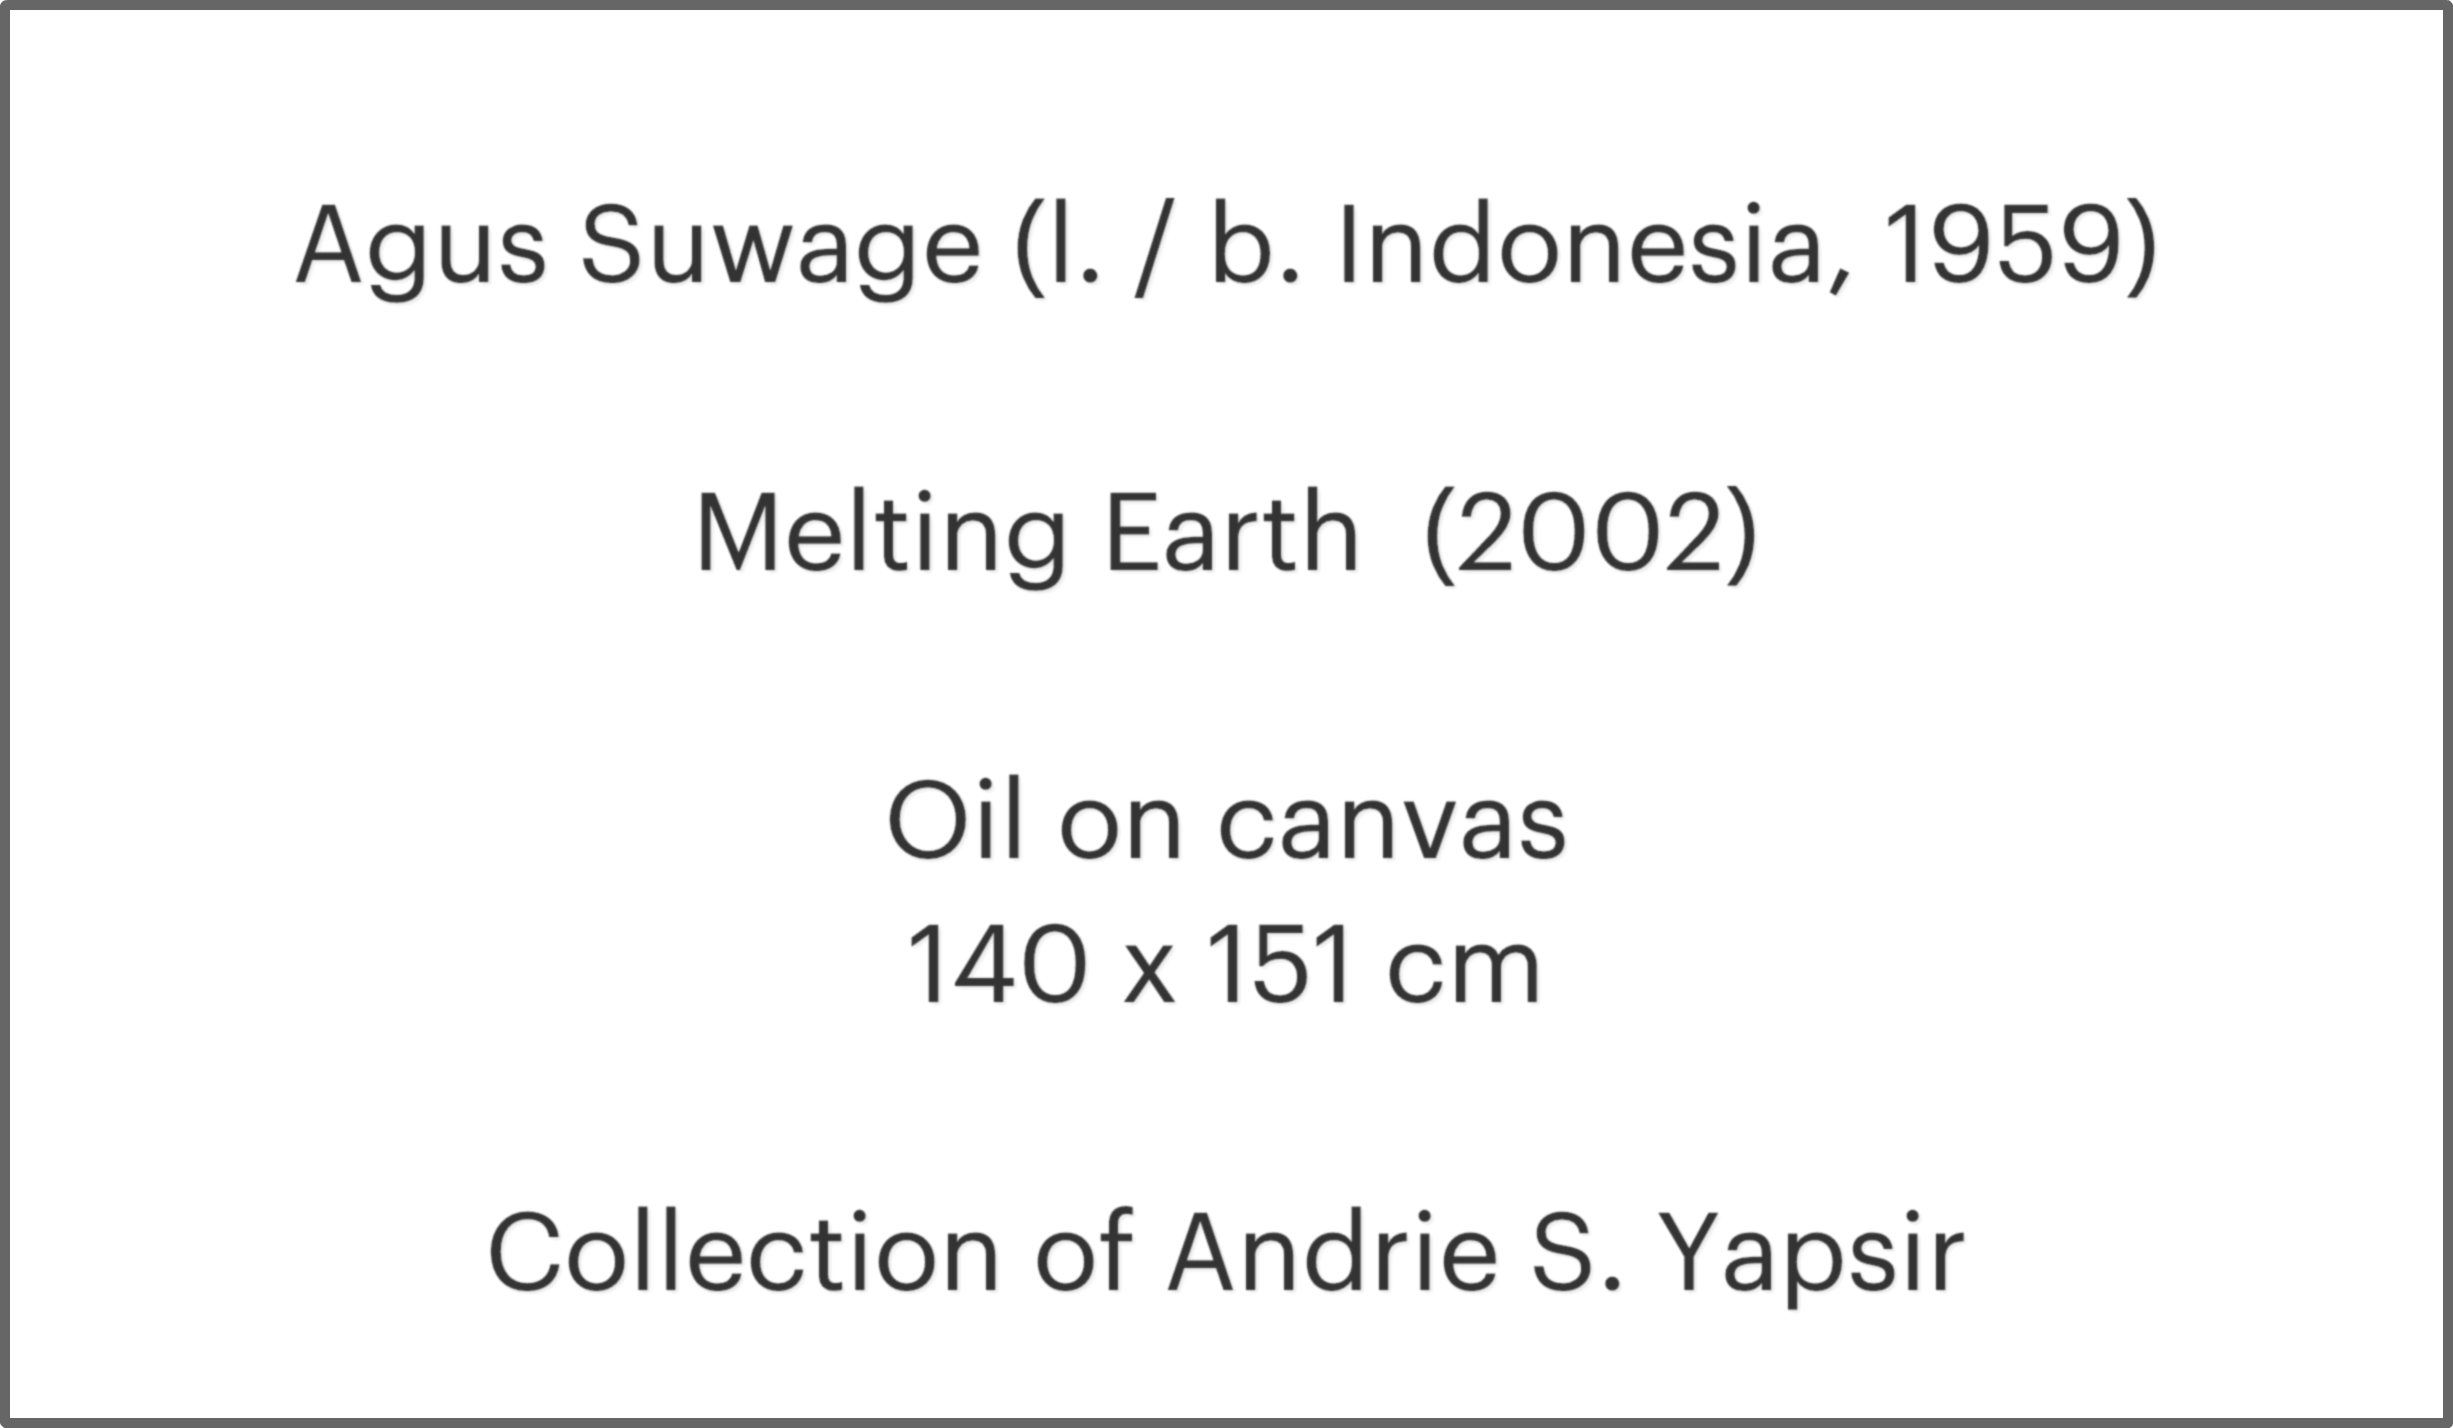 Agus Suwage (l. / b. Indonesia, 1959)
Melting Earth  (2002)
Oil on canvas
140 x 151 cm
Collection of Andrie S. Yapsir